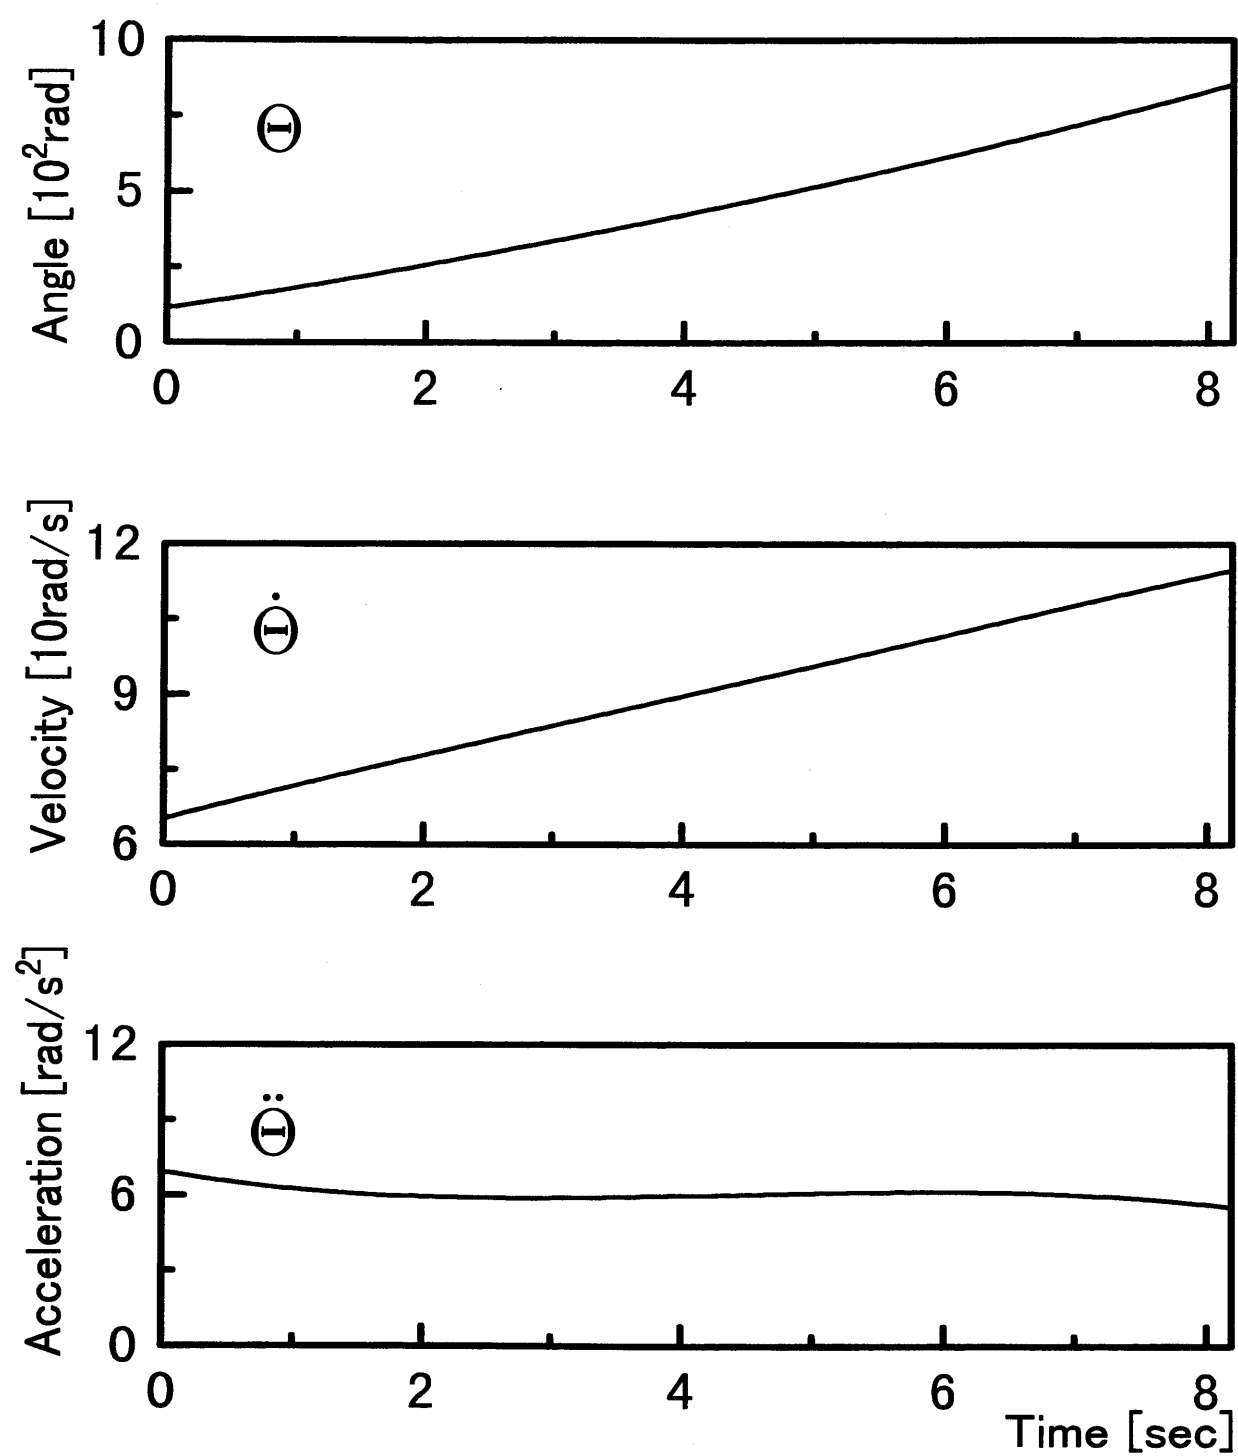 Angle [10²rad]
10
5
0
Θ
0 2 4 6 8
Velocity [10rad/s]
12
9
6
Θ̇
0 2 4 6 8
Acceleration [rad/s²]
12
6
0
Θ̈
0 2 4 6 8
Time [sec]